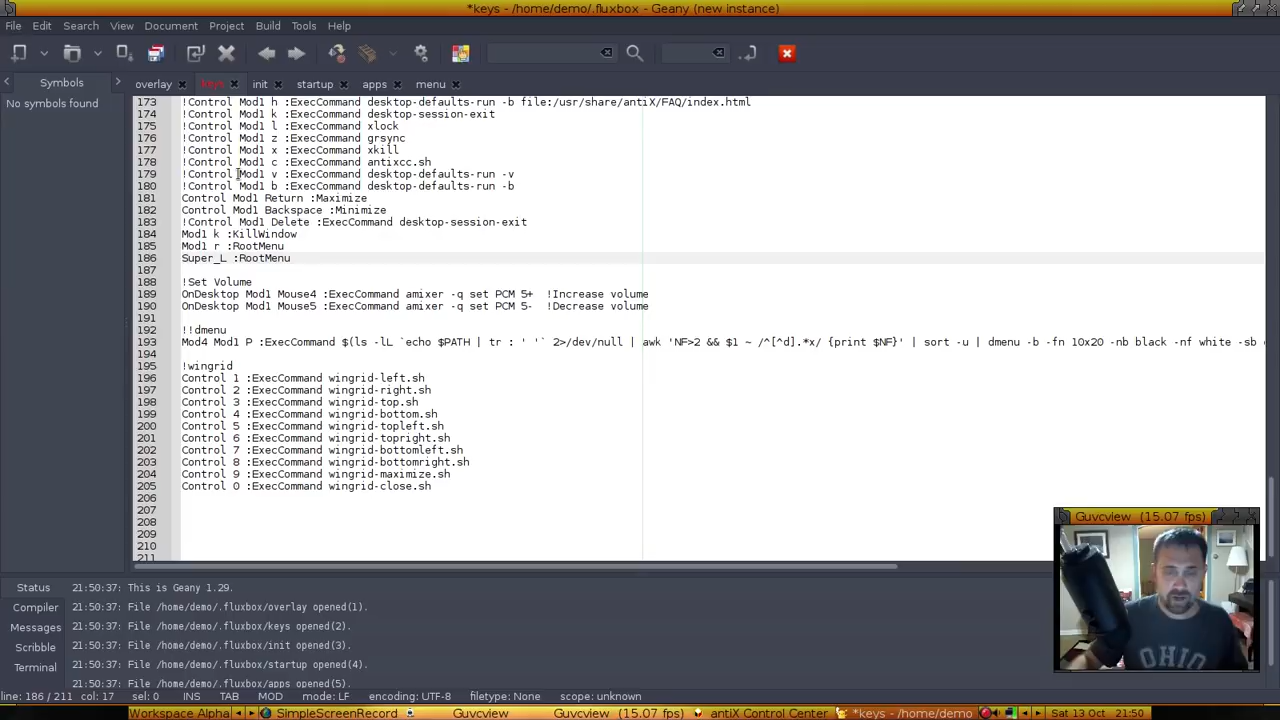 *keys - /home/demo/.fluxbox - Geany (new instance)
File Edit Search View Document Project Build Tools Help
Symbols overlay keys init startup apps menu
No symbols found
173 !Control Mod1 h :ExecCommand desktop-defaults-run -b file:/usr/share/antiX/FAQ/index.html
174 !Control Mod1 k :ExecCommand desktop-session-exit
175 !Control Mod1 l :ExecCommand xlock
176 !Control Mod1 z :ExecCommand grsync
177 !Control Mod1 x :ExecCommand xkill
178 !Control Mod1 c :ExecCommand antixcc.sh
179 !Control Mod1 v :ExecCommand desktop-defaults-run -v
180 !Control Mod1 b :ExecCommand desktop-defaults-run -b
181 Control Mod1 Return :Maximize
182 Control Mod1 Backspace :Minimize
183 !Control Mod1 Delete :ExecCommand desktop-session-exit
184 Mod1 k :KillWindow
185 Mod1 r :RootMenu
186 Super_L :RootMenu
187
188 !Set Volume
189 OnDesktop Mod1 Mouse4 :ExecCommand amixer -q set PCM 5+ !Increase volume
190 OnDesktop Mod1 Mouse5 :ExecCommand amixer -q set PCM 5- !Decrease volume
191
192 !!dmenu
193 Mod4 Mod1 P :ExecCommand $(ls -lL `echo $PATH | tr : ' '` 2>/dev/null | awk 'NF>2 && $1 ~ /^[^d].*x/ {print $NF}' | sort -u | dmenu -b -fn 10x20 -nb black -nf white -sb
194
195 !wingrid
196 Control 1 :ExecCommand wingrid-left.sh
197 Control 2 :ExecCommand wingrid-right.sh
198 Control 3 :ExecCommand wingrid-top.sh
199 Control 4 :ExecCommand wingrid-bottom.sh
200 Control 5 :ExecCommand wingrid-topleft.sh
201 Control 6 :ExecCommand wingrid-topright.sh
202 Control 7 :ExecCommand wingrid-bottomleft.sh
203 Control 8 :ExecCommand wingrid-bottomright.sh
204 Control 9 :ExecCommand wingrid-maximize.sh
205 Control 0 :ExecCommand wingrid-close.sh
206
207
208
209
210
211
Guvcview (15.07 fps)
OHIO
Status
Compiler
Messages
Scribble
Terminal
21:50:37: This is Geany 1.29.
21:50:37: File /home/demo/.fluxbox/overlay opened(1).
21:50:37: File /home/demo/.fluxbox/keys opened(2).
21:50:37: File /home/demo/.fluxbox/init opened(3).
21:50:37: File /home/demo/.fluxbox/startup opened(4).
21:50:37: File /home/demo/.fluxbox/apps opened(5).
line: 186 / 211 col: 17 sel: 0 INS TAB MOD mode: LF encoding: UTF-8 filetype: None scope: unknown
Workspace Alpha SimpleScreenRecord Guvcview Guvcview (15.07 fps) antiX Control Center *keys - /home/demo Sat 13 Oct 21:50